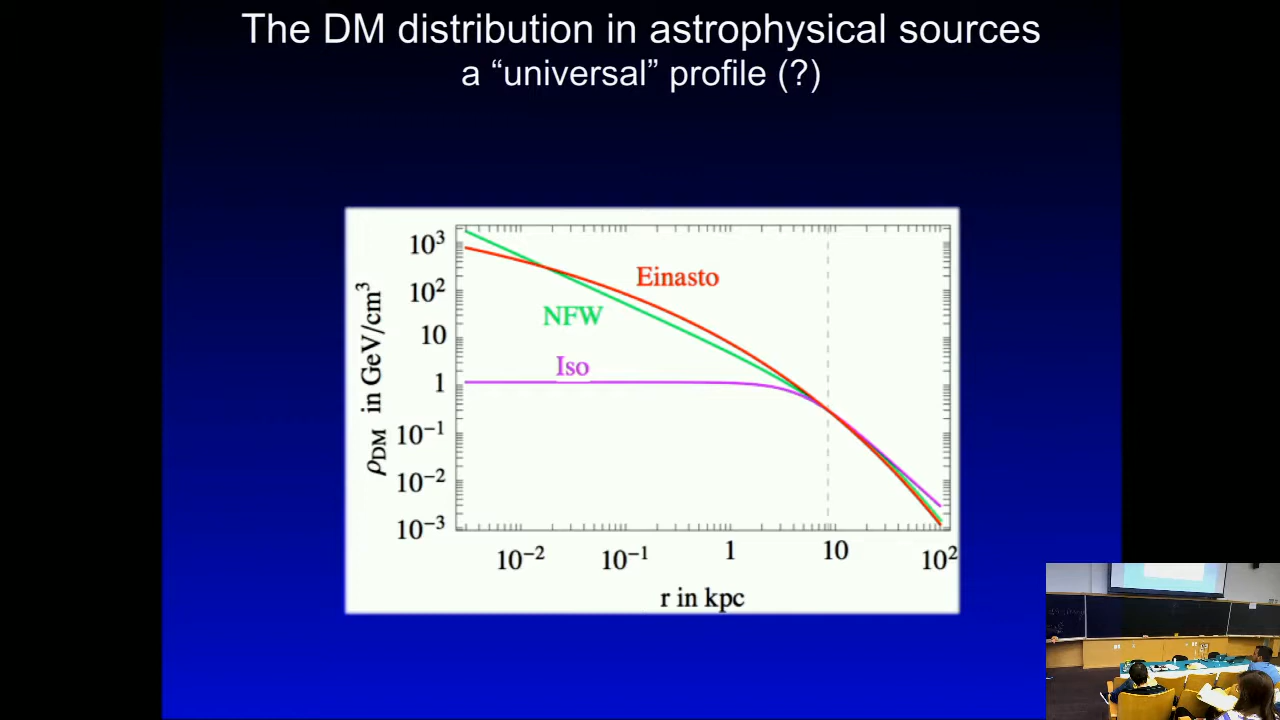 The DM distribution in astrophysical sources
a “universal” profile (?)
10³
10²
10
1
10⁻¹
10⁻²
10⁻³
ρDM in GeV/cm³
Einasto
NFW
Iso
10⁻²
10⁻¹
1
10
10²
r in kpc